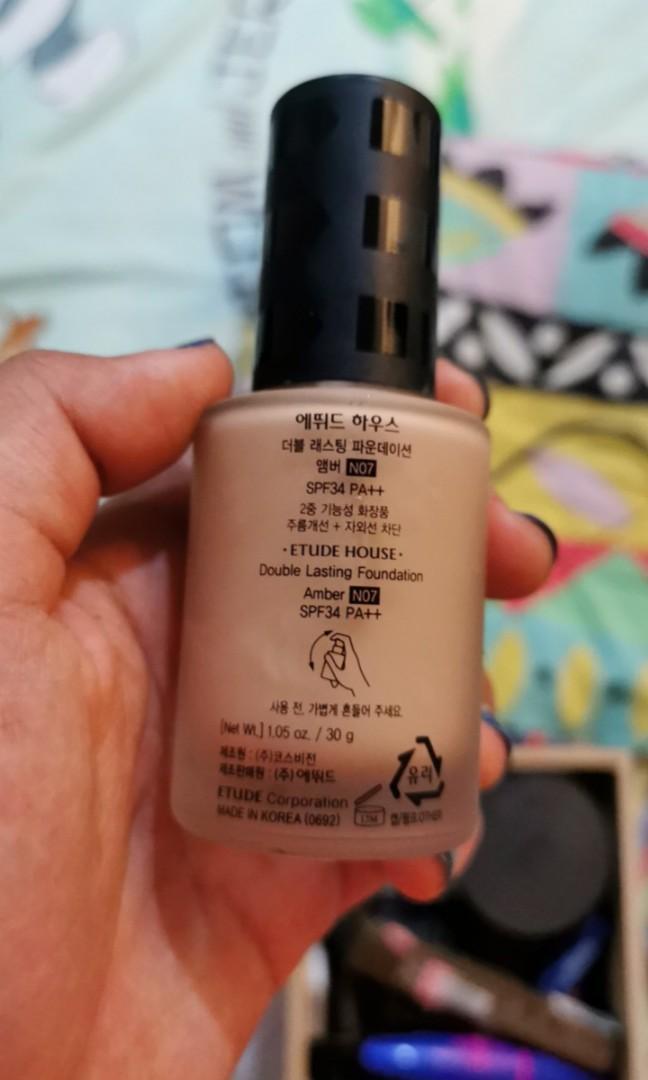 에뛰드 하우스
더블 래스팅 파운데이션
앰버 N07
SPF34 PA++
2중 기능성 화장품
주름개선 + 자외선 차단
·ETUDE HOUSE·
Double Lasting Foundation
Amber N07
SPF34 PA++
사용 전, 가볍게 흔들어 주세요.
[Net Wt.] 1.05 oz. / 30 g
제조원 : (주)코스비전
제조판매원 : (주)에뛰드
유리
ETUDE Corporation
MADE IN KOREA (0692)
12M
OTHER